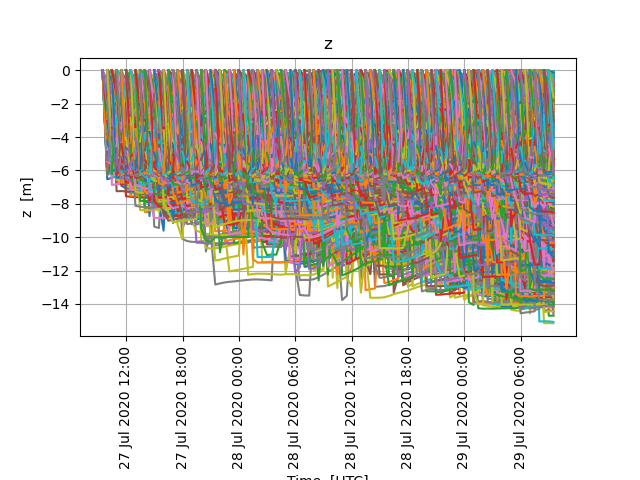 z
0
−2
−4
−6
−8
−10
−12
−14
z [m]
27 Jul 2020 12:00
27 Jul 2020 18:00
28 Jul 2020 00:00
28 Jul 2020 06:00
28 Jul 2020 12:00
28 Jul 2020 18:00
29 Jul 2020 00:00
29 Jul 2020 06:00
Time [UTC]